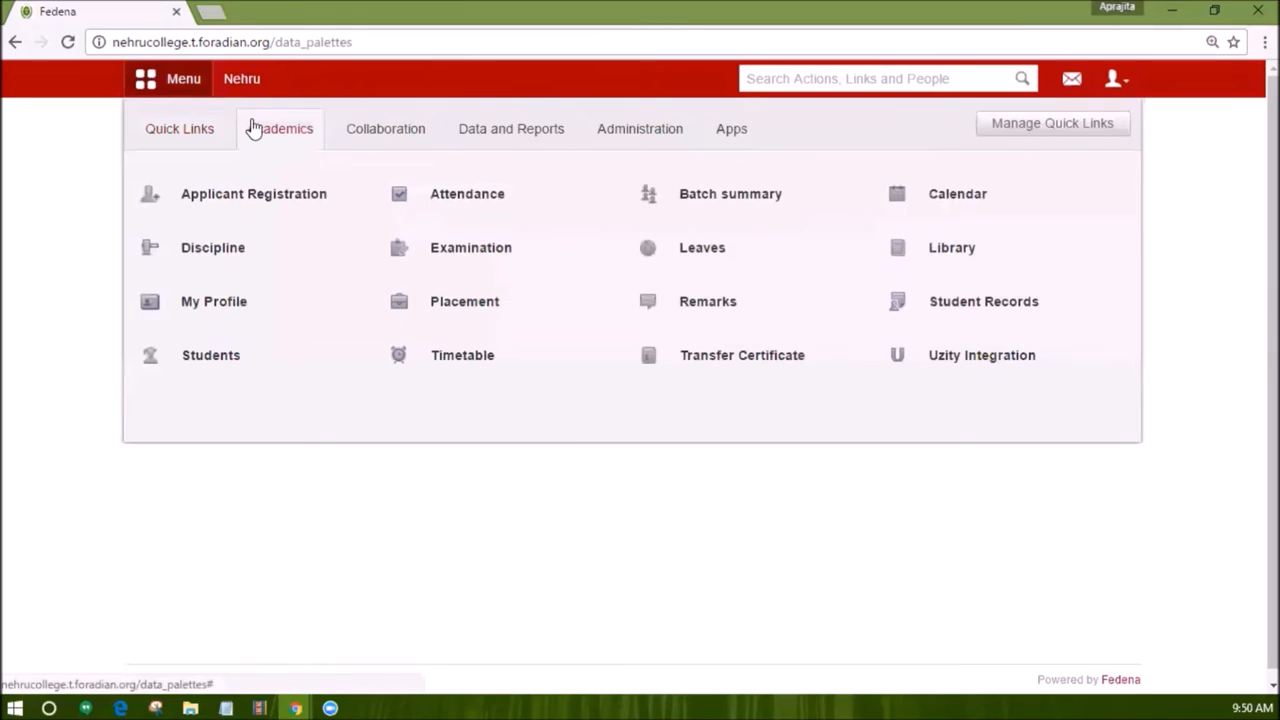 Fedena
Aprajita
nehrucollege.t.foradian.org/data_palettes
Menu Nehru Search Actions, Links and People
Quick Links Collaboration Data and Reports Administration Apps Manage Quick Links
Applicant Registration Attendance Batch summary Calendar
Discipline Examination Leaves Library
My Profile Placement Remarks Student Records
Students Timetable Transfer Certificate Uzity Integration
nehrucollege.t.foradian.org/data_palettes#
Powered by Fedena
9:50 AM